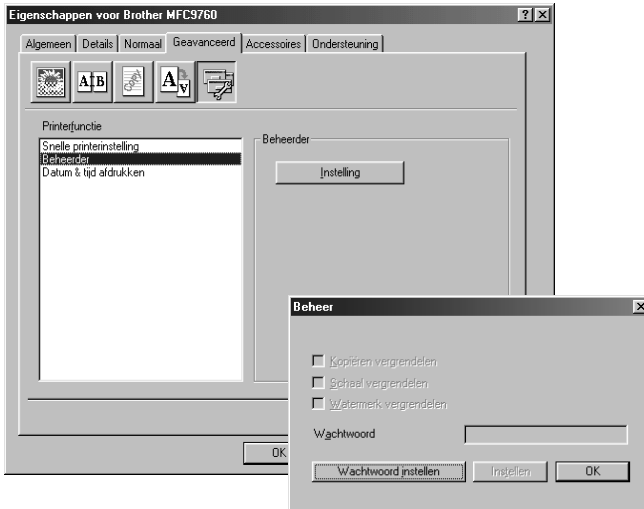 Eigenschappen voor Brother MFC9760
Algemeen Details Normaal Geavanceerd Accessoires Ondersteuning
Printerfunctie
Snelle printerinstelling
Beheerder
Datum & tijd afdrukken
Beheerder
Instelling
OK
Beheer
Kopiëren vergrendelen
Schaal vergrendelen
Watermerk vergrendelen
Wachtwoord
Wachtwoord instellen Instellen OK